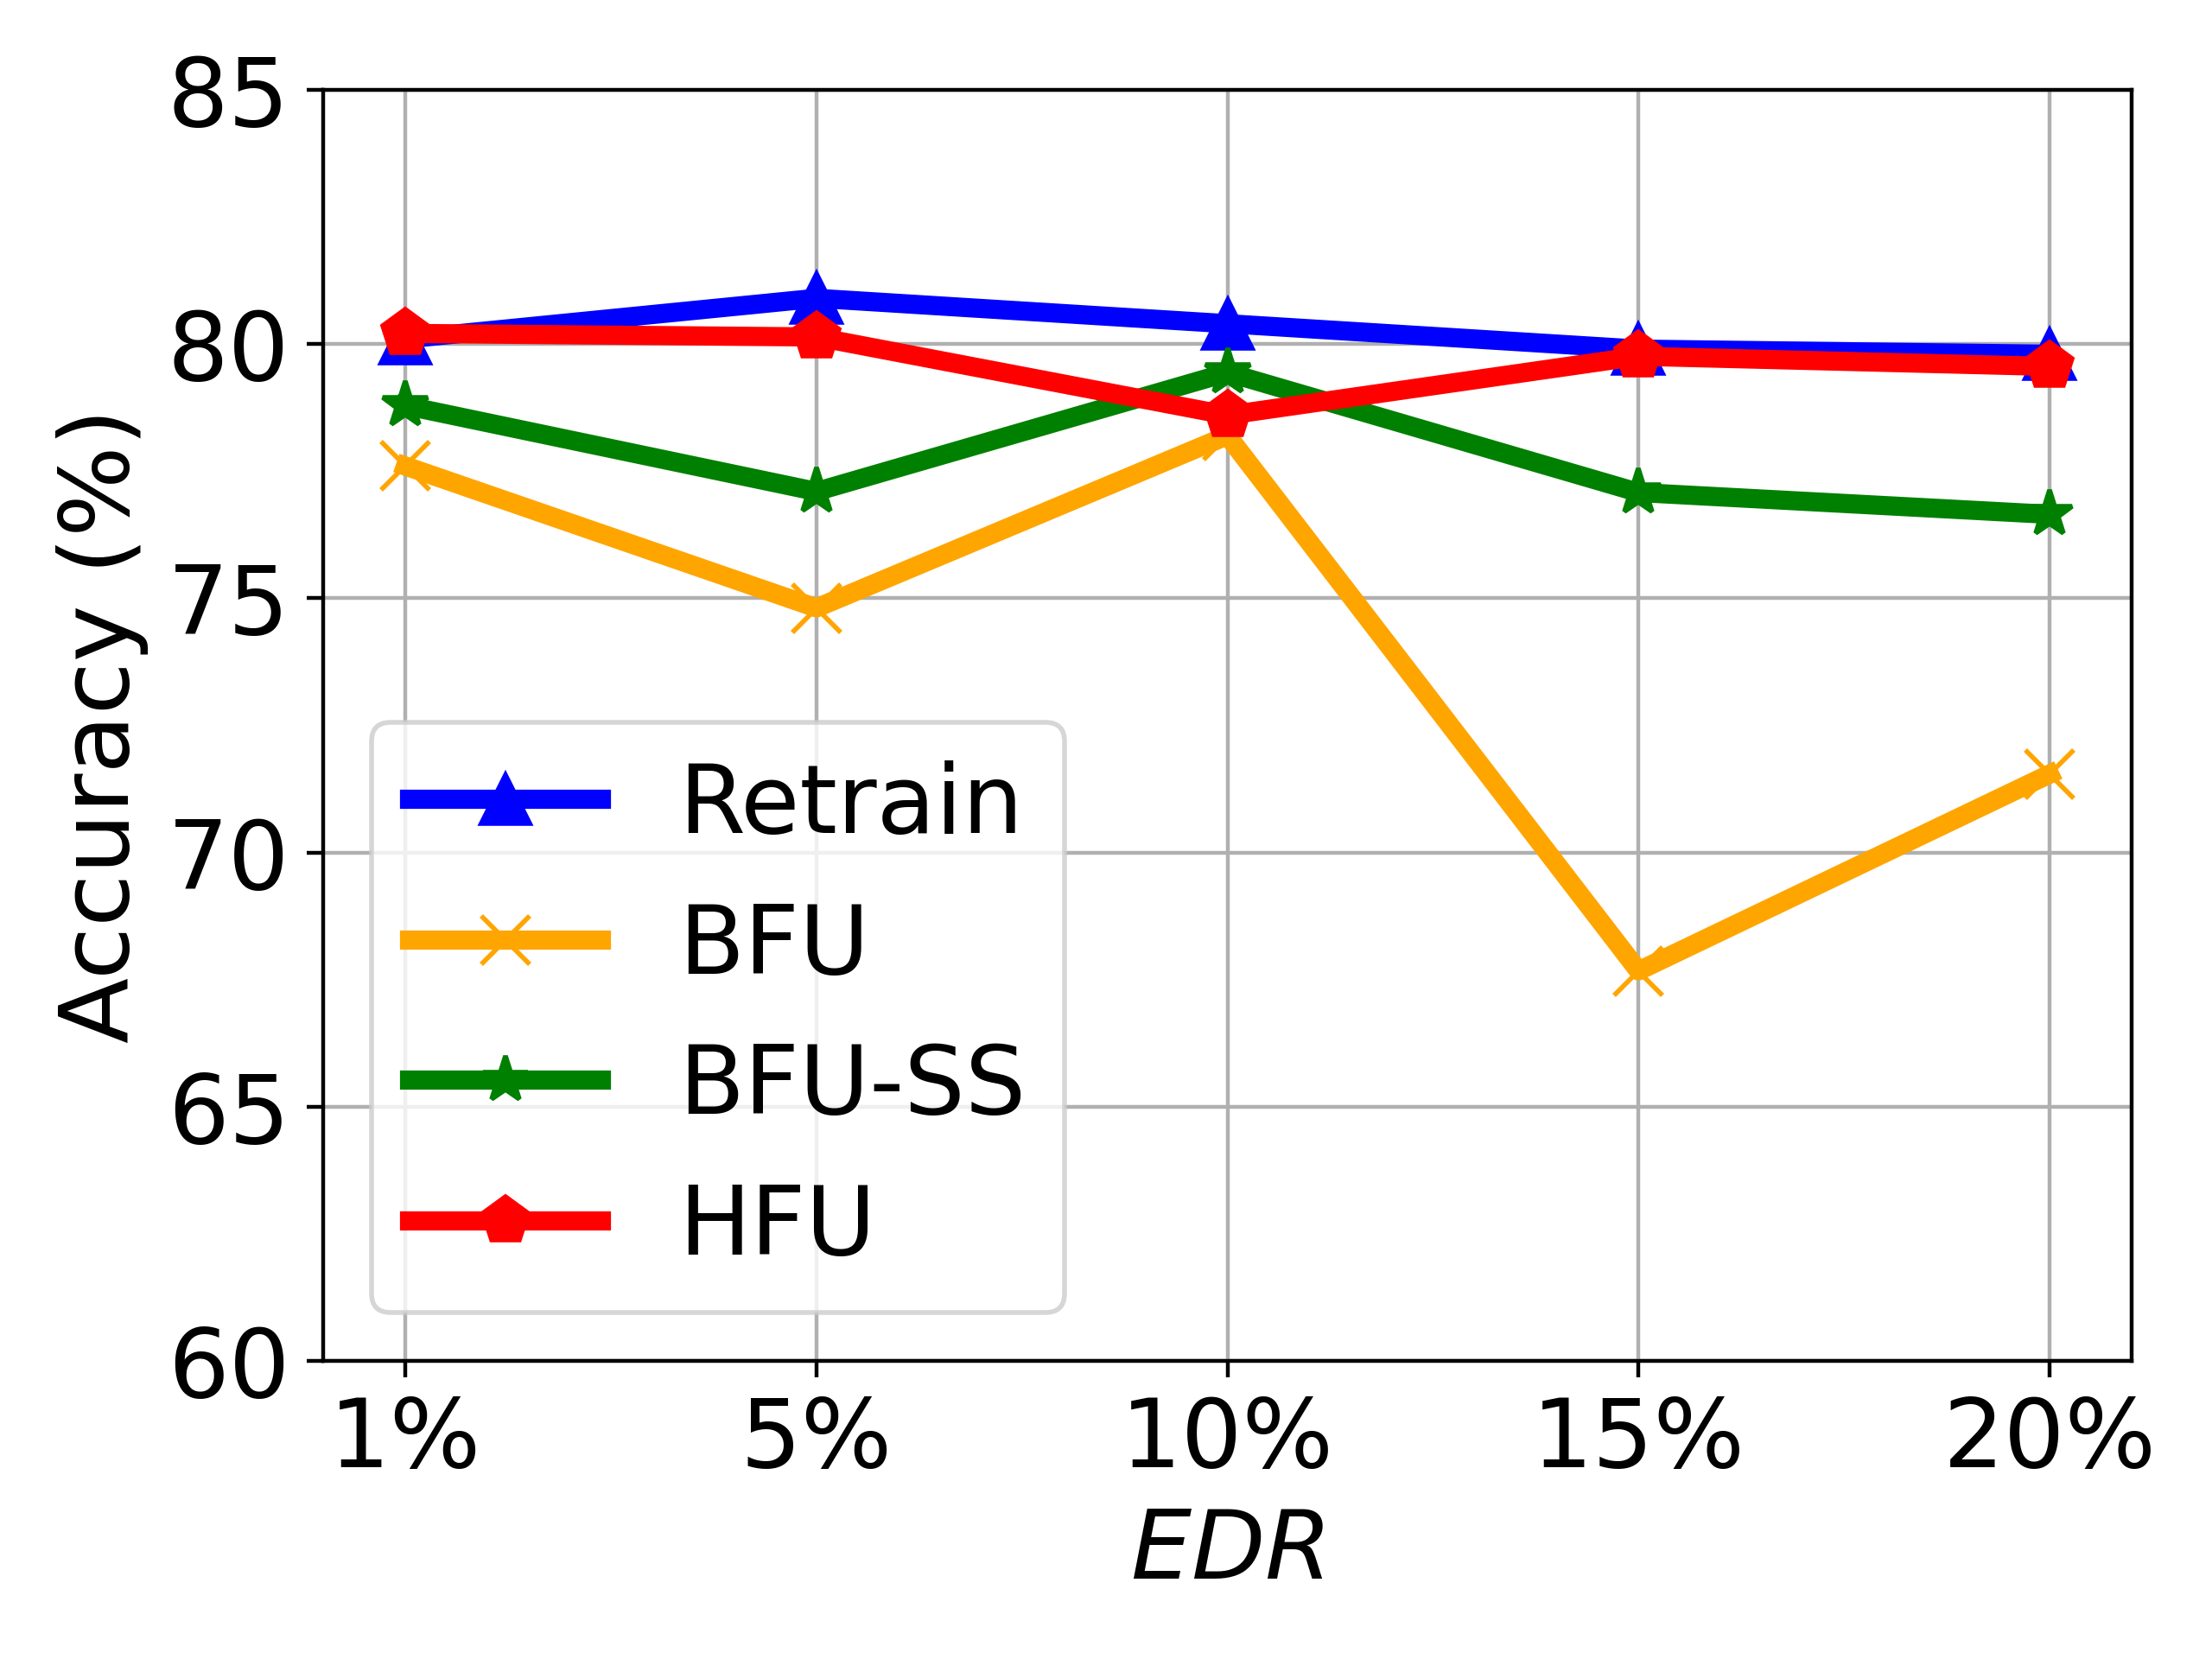 85
80
75
70
65
60
Accuracy (%)
Retrain
BFU
BFU-SS
HFU
1% 5% 10% 15% 20%
EDR